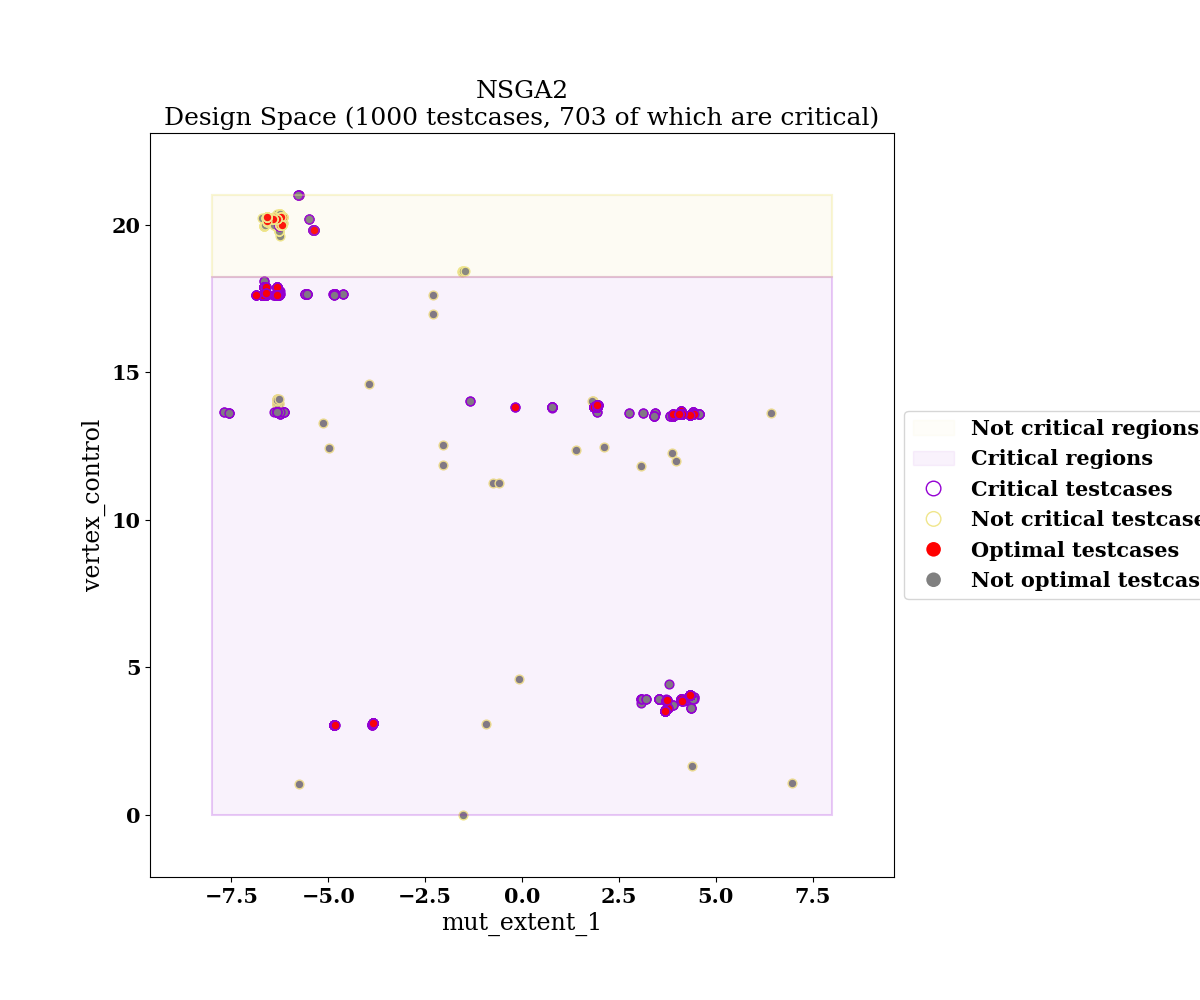 NSGA2
Design Space (1000 testcases, 703 of which are critical)
20
15
10
5
0
vertex_control
−7.5
−5.0
−2.5
0.0
2.5
5.0
7.5
mut_extent_1
Not critical regions
Critical regions
Critical testcases
Not critical testcase
Optimal testcases
Not optimal testcas